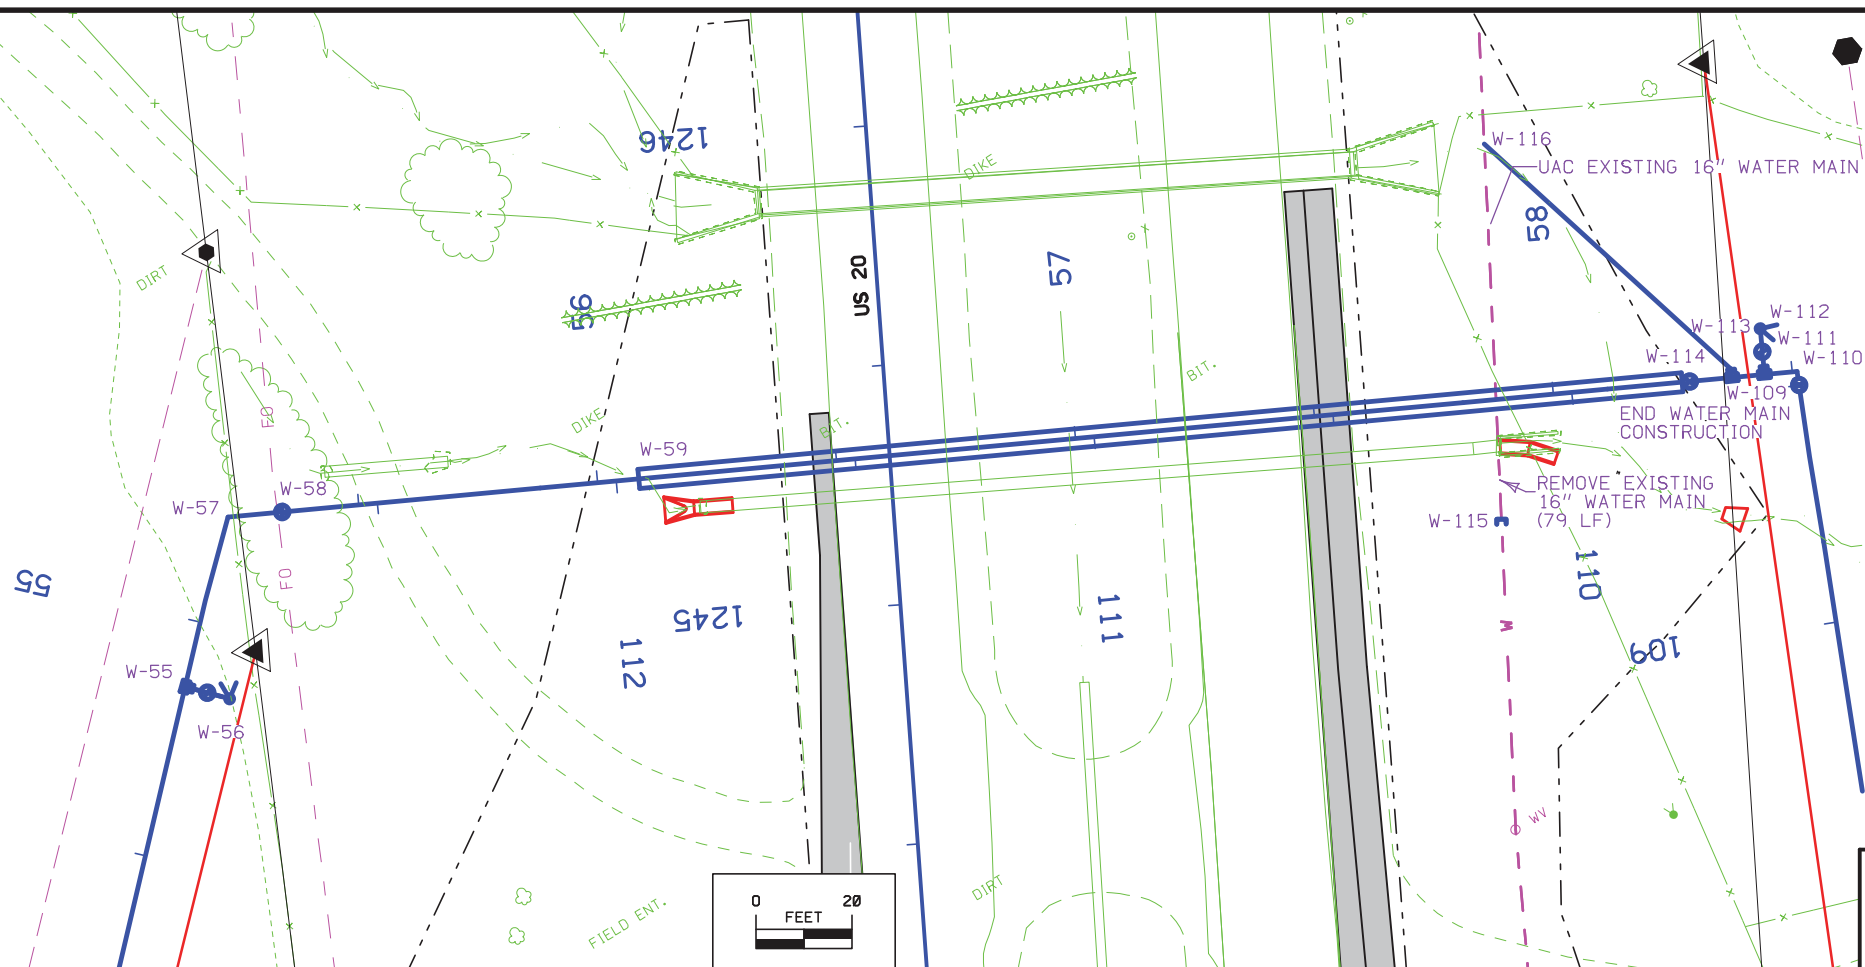 1246
W-116
UAC EXISTING 16" WATER MAIN
DIKE
58
57
DIRT
US 20
56
W-112
W-113
W-111
W-114
W-110
BIT.
W-109
FO
DIKE
BIT.
END WATER MAIN
CONSTRUCTION
W-59
W-58
W-57
REMOVE EXISTING
16" WATER MAIN
(79 LF)
W-115
55
FO
110
1245
111
112
W
109
W-55
W-56
WV
DIRT
0 20
FEET
FIELD ENT.